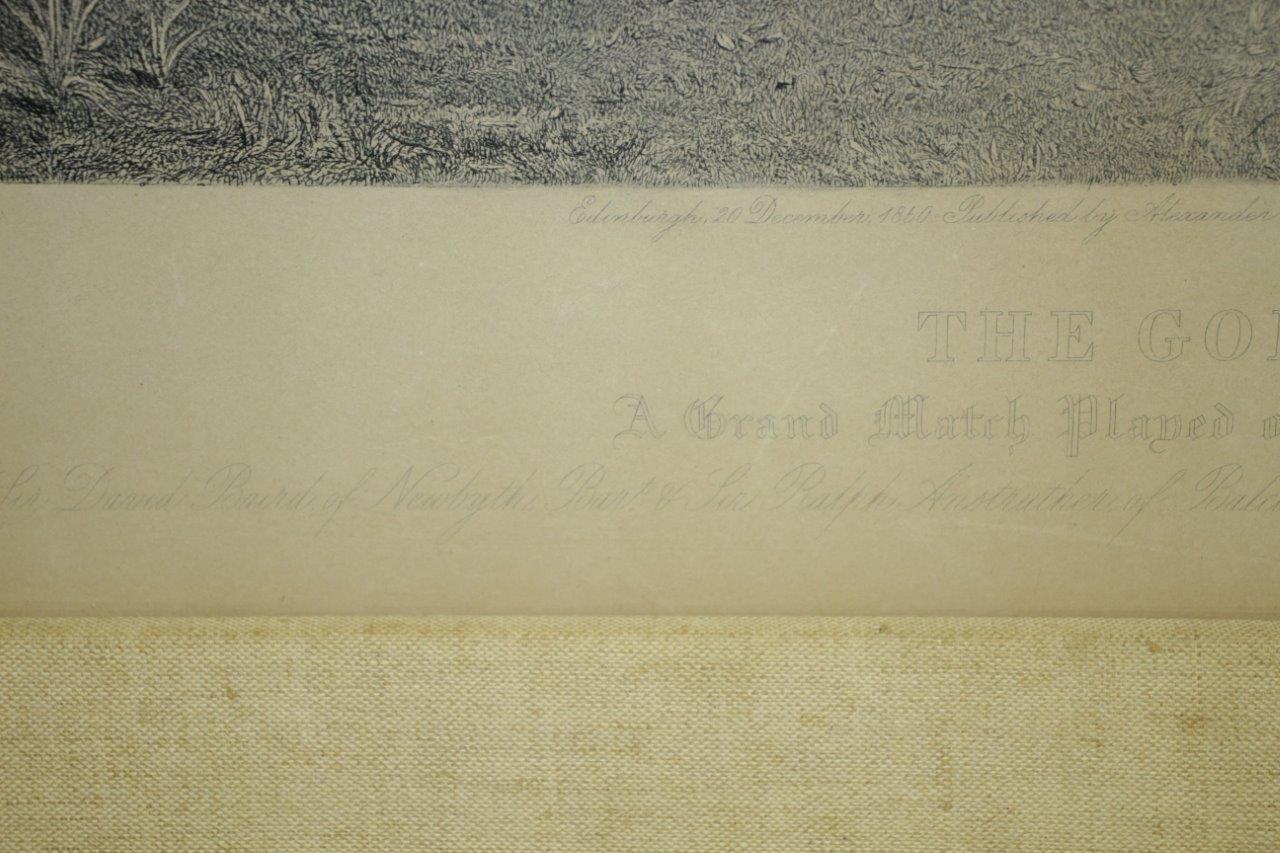 Edinburgh, 20 December, 1850. Published by Alexander
THE GO
A Grand Match Played o
Sir David Baird, of Newbyth, Bart. & Sir Ralph Anstruther, of